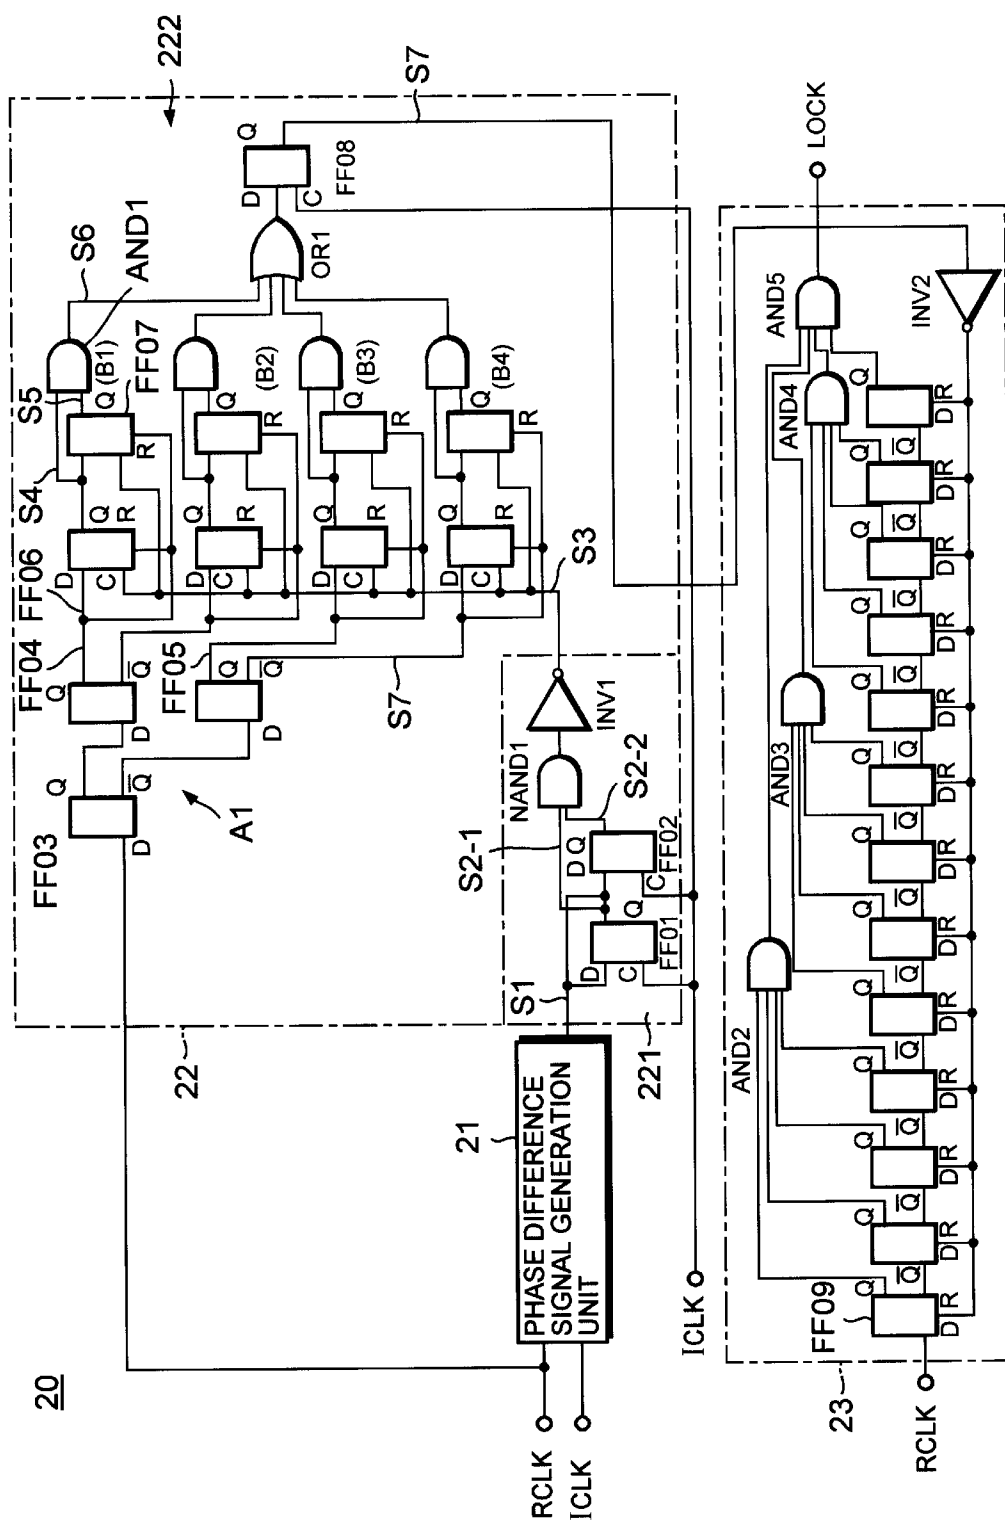 20
RCLK
ICLK
21
PHASE DIFFERENCE
SIGNAL GENERATION
UNIT
22
221
222
S1
D
C
Q
FF01
D
Q
C
FF02
S2-1
S2-2
NAND1
INV1
S3
FF03
D
Q
Q
A1
FF04
Q
D
Q
FF05
Q
D
Q
S7
FF06
D
C
Q
R
S4
S5
Q
R
FF07
(B1)
S6
AND1
D
C
Q
R
Q
R
(B2)
D
C
Q
R
Q
R
(B3)
D
C
Q
R
Q
R
(B4)
OR1
D
C
Q
FF08
S7
ICLK
23
RCLK
FF09
D
R
Q
Q
D
R
Q
Q
D
R
Q
Q
D
R
Q
Q
D
R
Q
Q
D
R
Q
Q
D
R
Q
Q
D
R
Q
Q
D
R
Q
Q
D
R
Q
Q
D
R
Q
Q
D
R
Q
Q
D
R
Q
AND2
AND3
AND4
AND5
INV2
LOCK